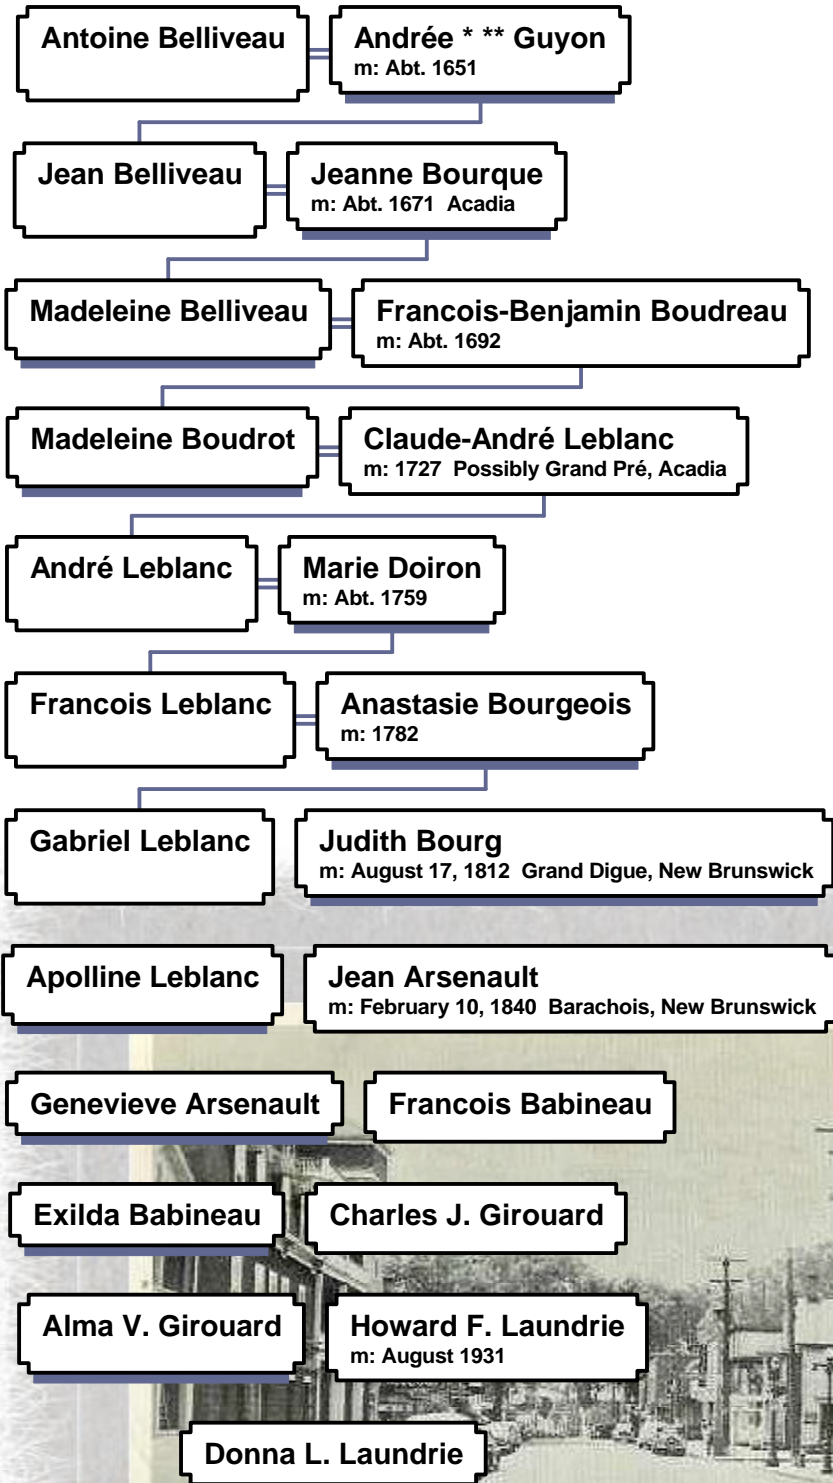 Antoine Belliveau
Andrée * ** Guyon
m: Abt. 1651
Jean Belliveau
Jeanne Bourque
m: Abt. 1671 Acadia
Madeleine Belliveau
Francois-Benjamin Boudreau
m: Abt. 1692
Madeleine Boudrot
Claude-André Leblanc
m: 1727 Possibly Grand Pré, Acadia
André Leblanc
Marie Doiron
m: Abt. 1759
Francois Leblanc
Anastasie Bourgeois
m: 1782
Gabriel Leblanc
Judith Bourg
m: August 17, 1812 Grand Digue, New Brunswick
Apolline Leblanc
Jean Arsenault
m: February 10, 1840 Barachois, New Brunswick
Genevieve Arsenault
Francois Babineau
Exilda Babineau
Charles J. Girouard
Alma V. Girouard
Howard F. Laundrie
m: August 1931
Donna L. Laundrie